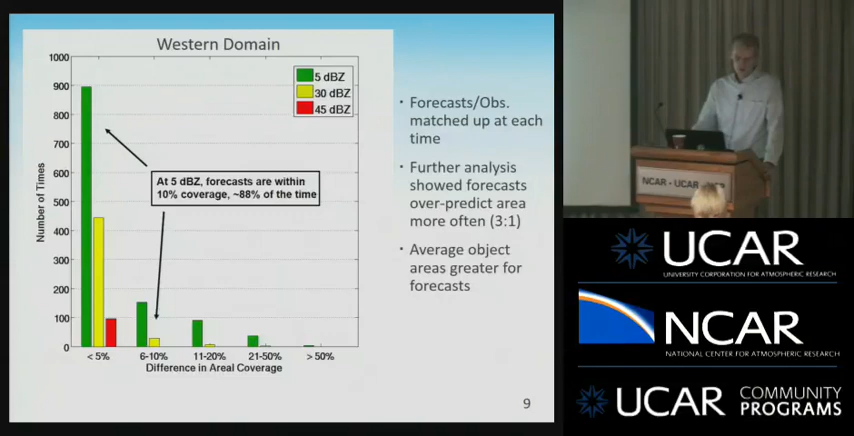 Western Domain
1000
900
800
700
600
500
400
300
200
100
0
Number of Times
5 dBZ
30 dBZ
45 dBZ
At 5 dBZ, forecasts are within
10% coverage, ~88% of the time
< 5%
6-10%
11-20%
21-50%
> 50%
Difference in Areal Coverage
· Forecasts/Obs.
matched up at each
time
· Further analysis
showed forecasts
over-predict area
more often (3:1)
· Average object
areas greater for
forecasts
9
NCAR - UCAR
UCAR
UNIVERSITY CORPORATION FOR ATMOSPHERIC RESEARCH
NCAR
NATIONAL CENTER FOR ATMOSPHERIC RESEARCH
UCAR
COMMUNITY
PROGRAMS